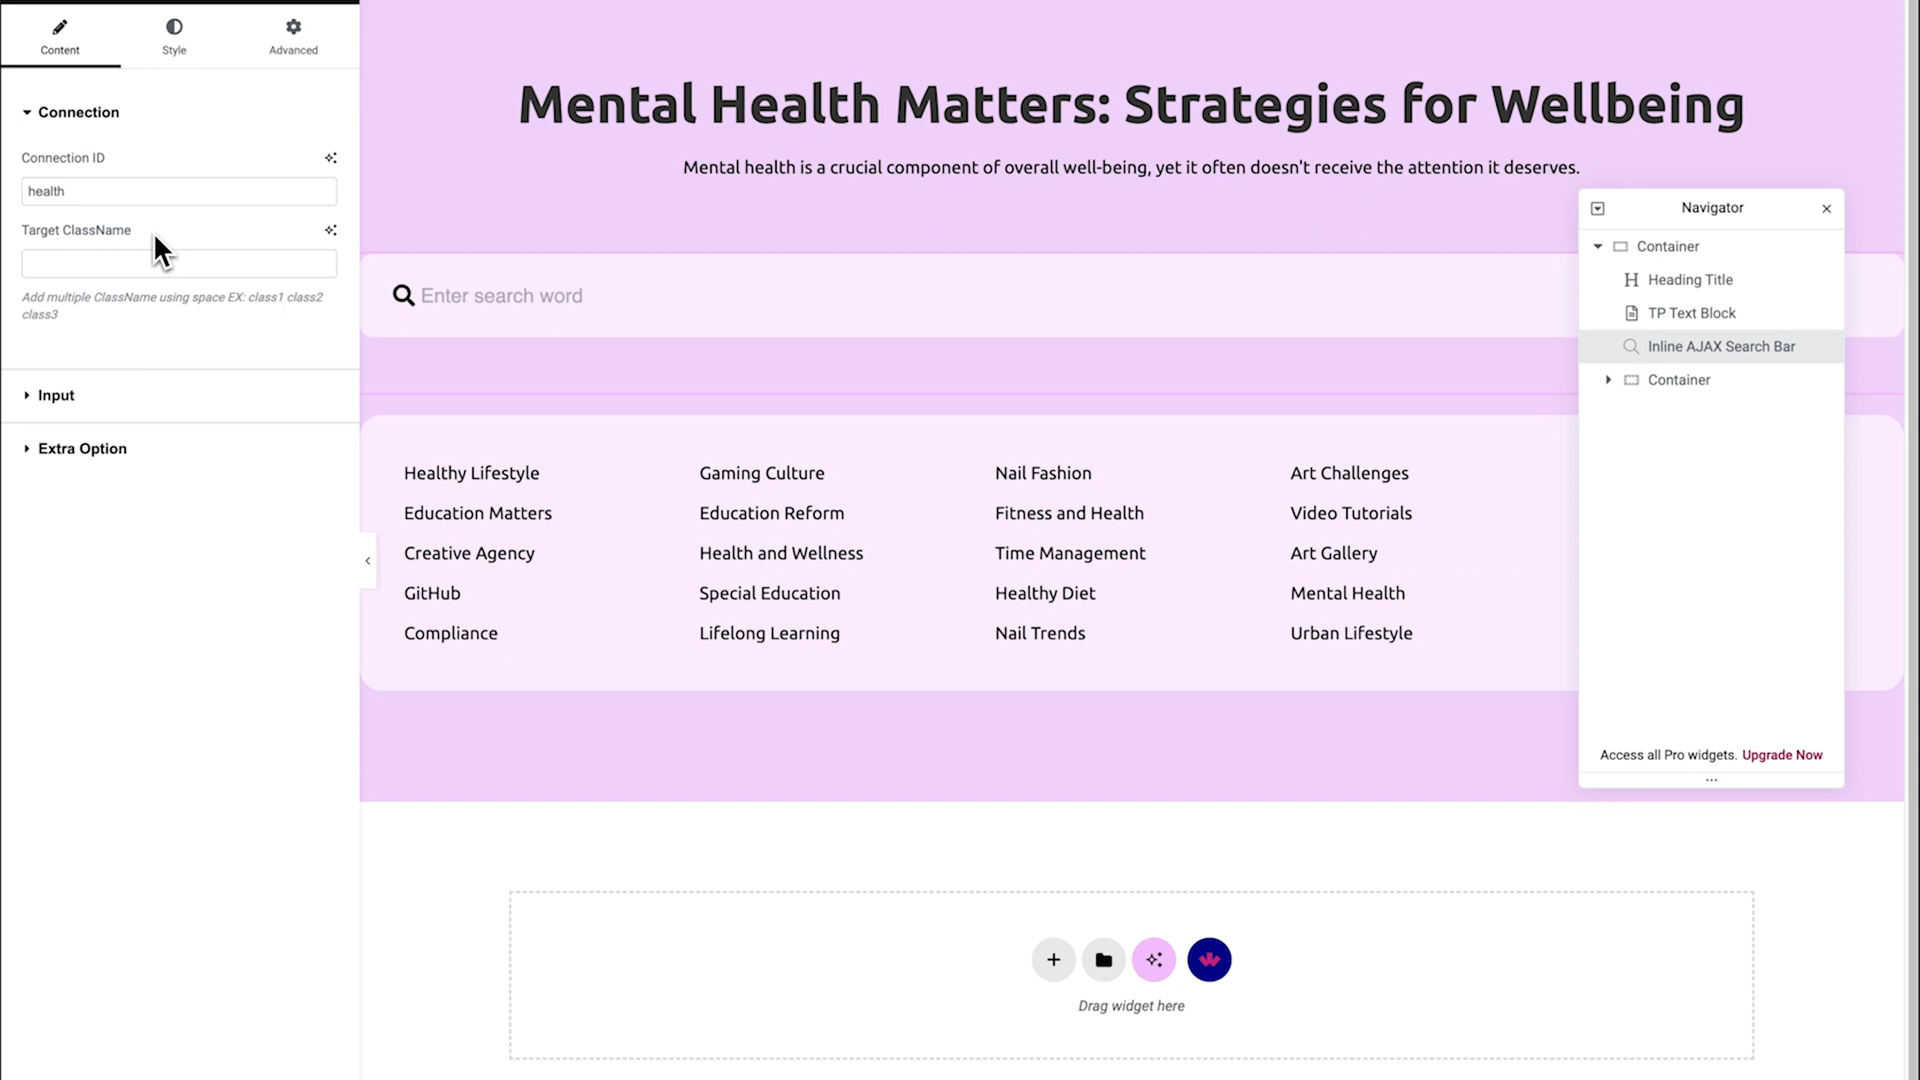 Content
Style
Advanced
Connection
Connection ID
health
Target ClassName
Add multiple ClassName using space EX: class1 class2
class3
Input
Extra Option
Mental Health Matters: Strategies for Wellbeing
Mental health is a crucial component of overall well-being, yet it often doesn't receive the attention it deserves.
Enter search word
Healthy Lifestyle
Education Matters
Creative Agency
GitHub
Compliance
Gaming Culture
Education Reform
Health and Wellness
Special Education
Lifelong Learning
Nail Fashion
Fitness and Health
Time Management
Healthy Diet
Nail Trends
Art Challenges
Video Tutorials
Art Gallery
Mental Health
Urban Lifestyle
Navigator
Container
Heading Title
TP Text Block
Inline AJAX Search Bar
Container
Access all Pro widgets. Upgrade Now
Drag widget here